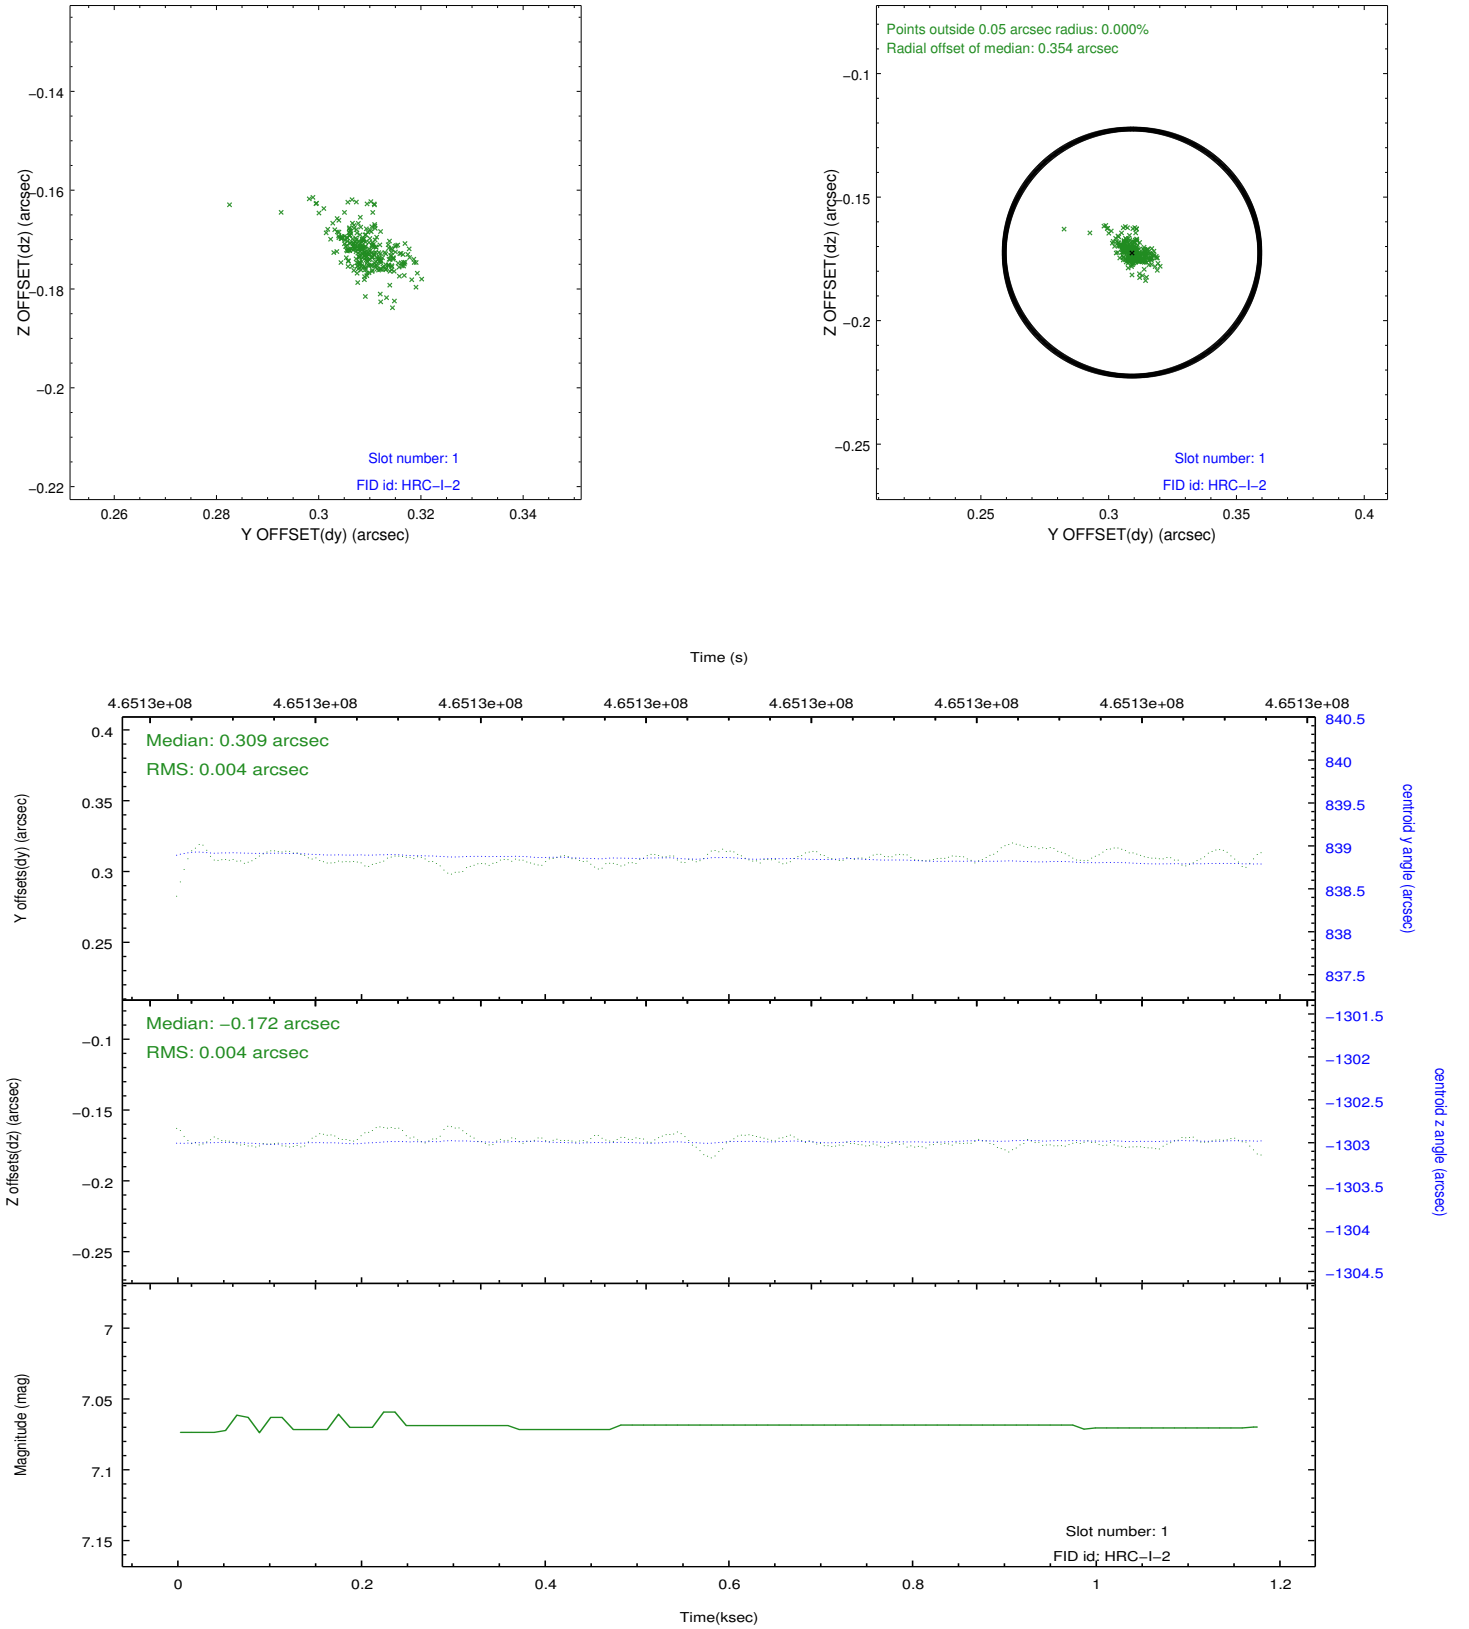 Points outside 0.05 arcsec radius: 0.000%
Radial offset of median: 0.354 arcsec
−0.14
−0.16
−0.18
−0.2
−0.22
Z OFFSET(dz) (arcsec)
Slot number: 1
FID id: HRC−I−2
0.26 0.28 0.3 0.32 0.34
Y OFFSET(dy) (arcsec)
−0.1
−0.15
−0.2
−0.25
Z OFFSET(dz) (arcsec)
Slot number: 1
FID id: HRC−I−2
0.25 0.3 0.35 0.4
Y OFFSET(dy) (arcsec)
Time (s)
4.6513e+08 4.6513e+08 4.6513e+08 4.6513e+08 4.6513e+08 4.6513e+08 4.6513e+08 4.6513e+08
Median: 0.309 arcsec
RMS: 0.004 arcsec
0.4
0.35
0.3
0.25
Y offsets(dy) (arcsec)
840.5
840
839.5
839
838.5
838
837.5
centroid y angle (arcsec)
Median: −0.172 arcsec
RMS: 0.004 arcsec
−0.1
−0.15
−0.2
−0.25
Z offsets(dz) (arcsec)
−1301.5
−1302
−1302.5
−1303
−1303.5
−1304
−1304.5
centroid z angle (arcsec)
7
7.05
7.1
7.15
Magnitude (mag)
Slot number: 1
FID id: HRC−I−2
0 0.2 0.4 0.6 0.8 1 1.2
Time(ksec)